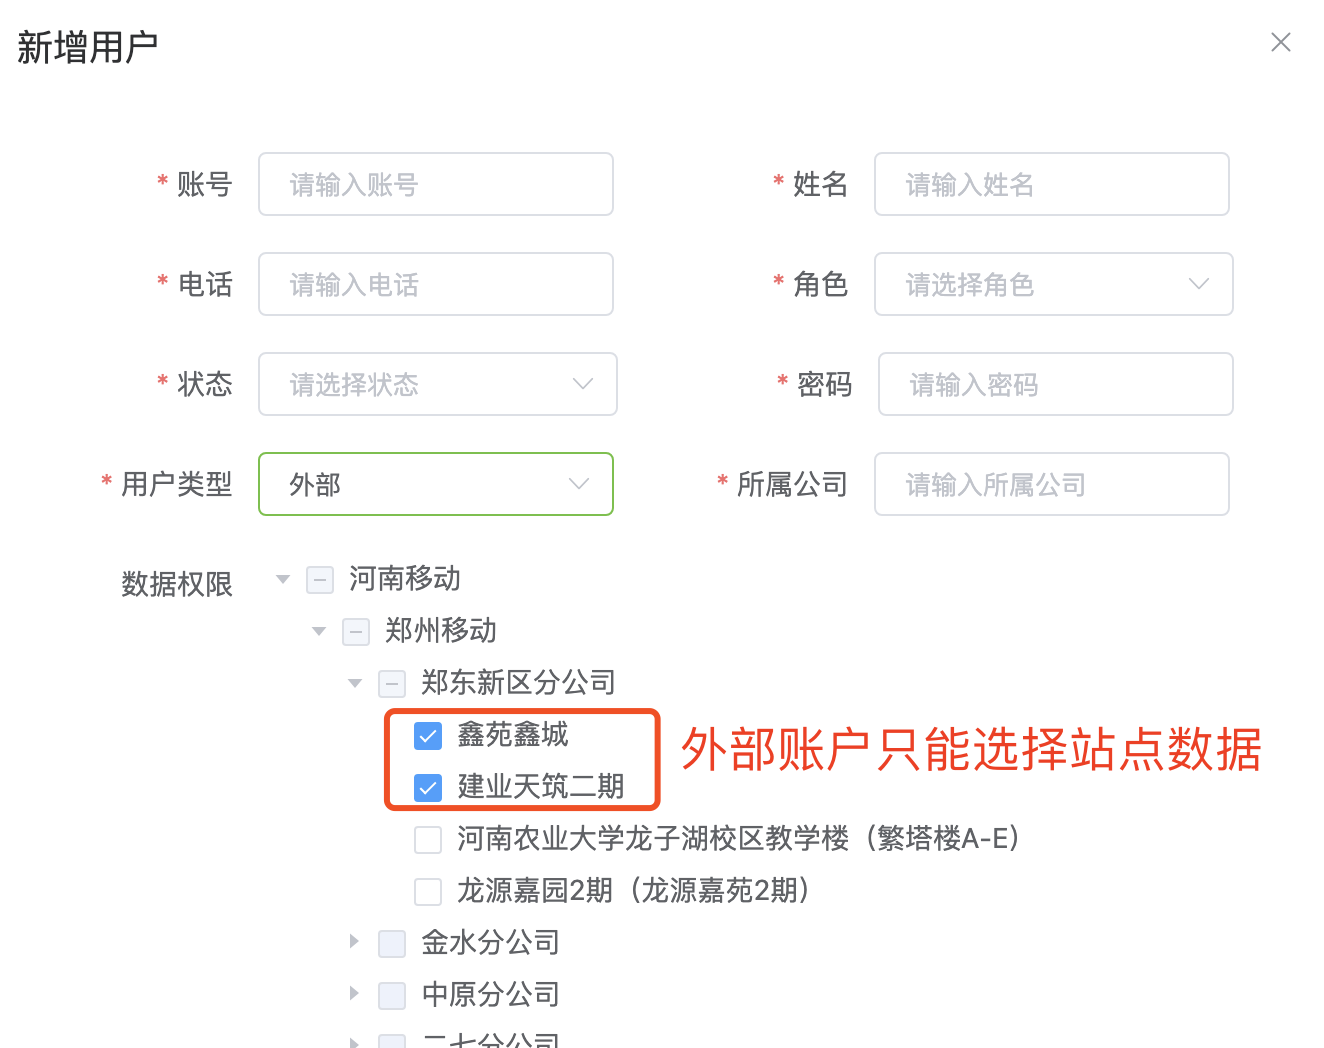 新增用户
* 账号 请输入账号
* 姓名 请输入姓名
* 电话 请输入电话
* 角色 请选择角色
* 状态 请选择状态
* 密码 请输入密码
* 用户类型 外部
* 所属公司 请输入所属公司
数据权限
河南移动
郑州移动
郑东新区分公司
鑫苑鑫城
外部账户只能选择站点数据
建业天筑二期
河南农业大学龙子湖校区教学楼（繁塔楼A-E）
龙源嘉园2期（龙源嘉苑2期）
金水分公司
中原分公司
二七分公司